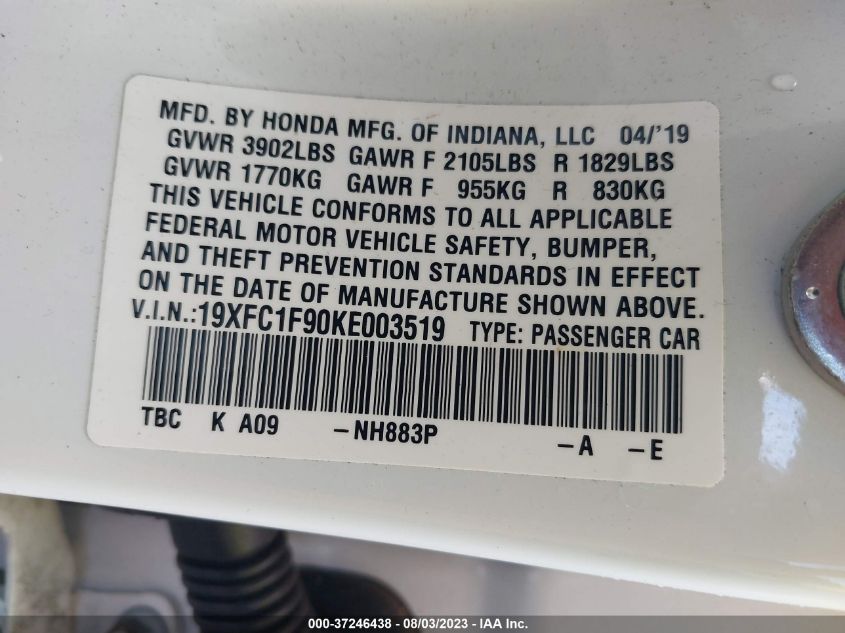 MFD. BY HONDA MFG. OF INDIANA, LLC 04/'19
GVWR 3902LBS GAWR F 2105LBS R 1829LBS
GVWR 1770KG GAWR F 955KG R 830KG
THIS VEHICLE CONFORMS TO ALL APPLICABLE
FEDERAL MOTOR VEHICLE SAFETY, BUMPER,
AND THEFT PREVENTION STANDARDS IN EFFECT
ON THE DATE OF MANUFACTURE SHOWN ABOVE.
V.I.N.:19XFC1F90KE003519 TYPE: PASSENGER CAR
TBC K A09 -NH883P -A -E
000-37246438 - 08/03/2023 - Copyright © 2023 IAA, Inc.